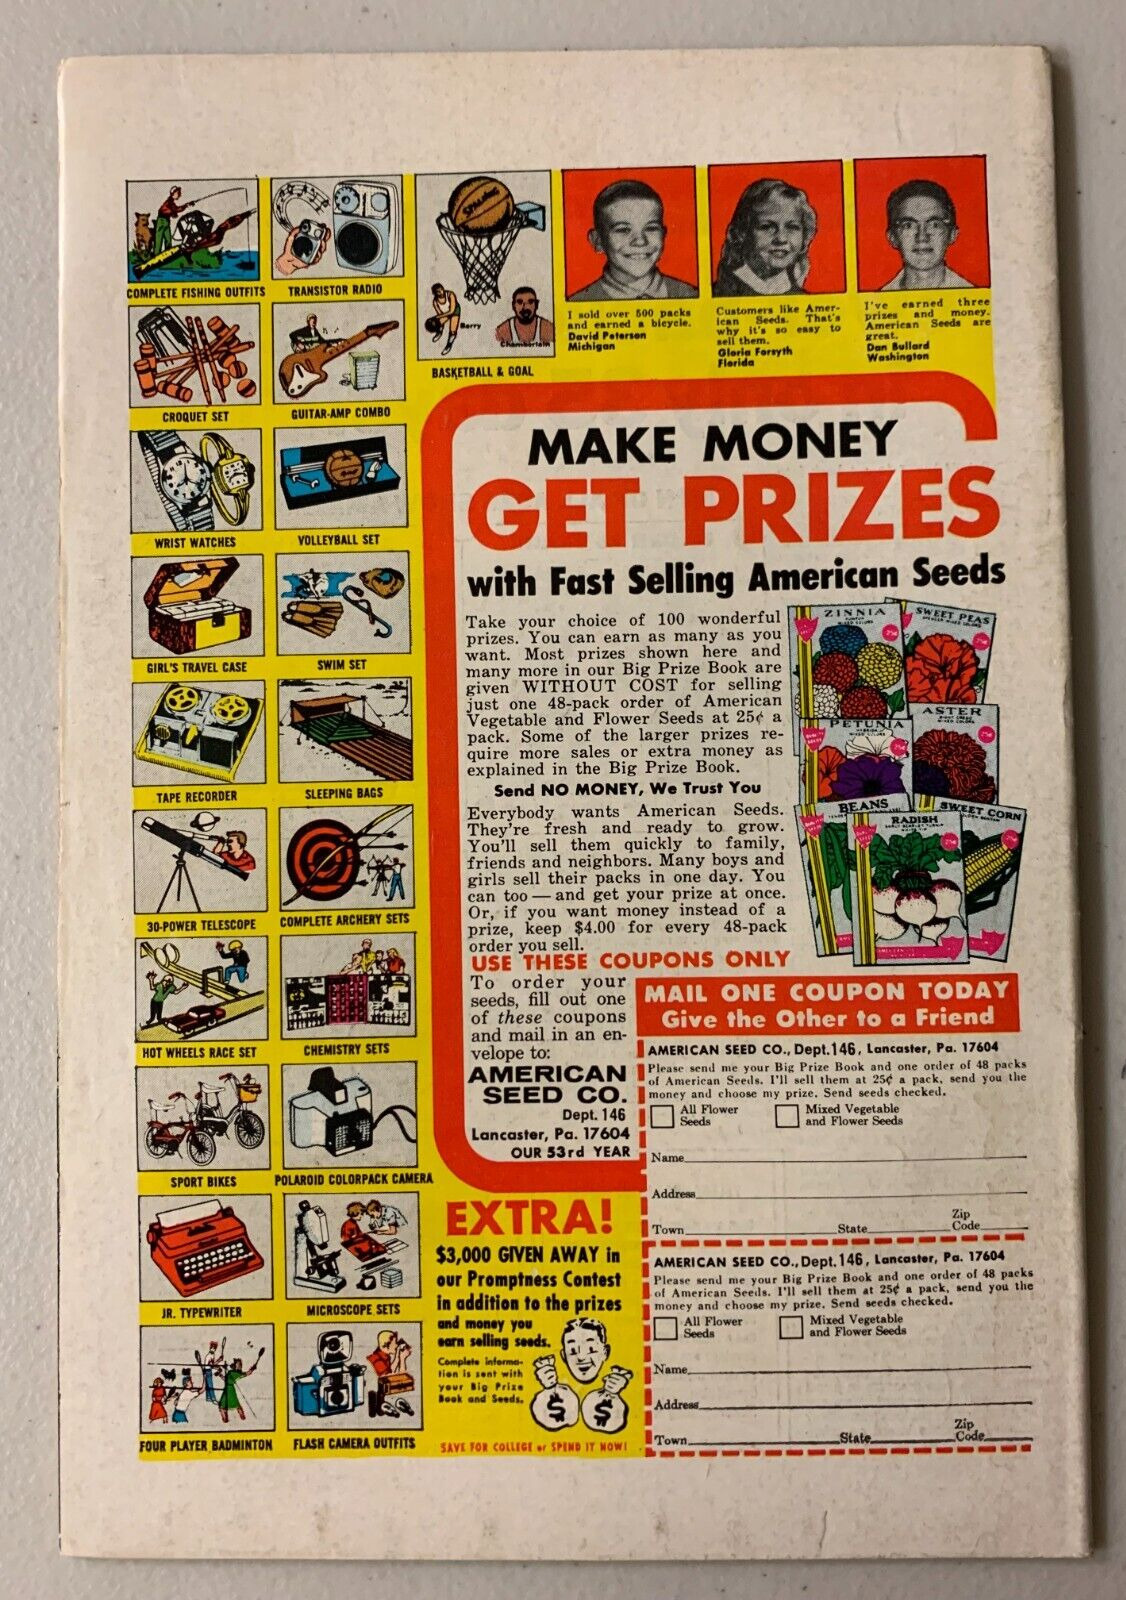 COMPLETE FISHING OUTFITS
TRANSISTOR RADIO
CROQUET SET
GUITAR-AMP COMBO
WRIST WATCHES
VOLLEYBALL SET
GIRL'S TRAVEL CASE
SWIM SET
TAPE RECORDER
SLEEPING BAGS
30-POWER TELESCOPE
COMPLETE ARCHERY SETS
HOT WHEELS RACE SET
CHEMISTRY SETS
SPORT BIKES
POLAROID COLORPACK CAMERA
JR. TYPEWRITER
MICROSCOPE SETS
FOUR PLAYER BADMINTON
FLASH CAMERA OUTFITS
Spalding
Barry
Chamberlain
BASKETBALL & GOAL
I sold over 500 packs
and earned a bicycle.
David Peterson
Michigan
Customers like Amer-
ican Seeds. That's
why it's so easy to
sell them.
Gloria Forsyth
Florida
I've earned three
prizes and money.
American Seeds are
great.
Dan Bullard
Washington
MAKE MONEY
GET PRIZES
with Fast Selling American Seeds
Take your choice of 100 wonderful
prizes. You can earn as many as you
want. Most prizes shown here and
many more in our Big Prize Book are
given WITHOUT COST for selling
just one 48-pack order of American
Vegetable and Flower Seeds at 25¢ a
pack. Some of the larger prizes re-
quire more sales or extra money as
explained in the Big Prize Book.
Send NO MONEY, We Trust You
Everybody wants American Seeds.
They're fresh and ready to grow.
You'll sell them quickly to family,
friends and neighbors. Many boys and
girls sell their packs in one day. You
can too — and get your prize at once.
Or, if you want money instead of a
prize, keep $4.00 for every 48-pack
order you sell.
USE THESE COUPONS ONLY
To order your
seeds, fill out one
of these coupons
and mail in an en-
velope to:
AMERICAN
SEED CO.
Dept. 146
Lancaster, Pa. 17604
OUR 53rd YEAR
ZINNIA
MIXED COLORS
25¢
SWEET PEAS
MIXED COLORS
25¢
PETUNIA
MIXED COLORS
25¢
ASTER
MIXED COLORS
25¢
BEANS
SWEET CORN
25¢
RADISH
25¢
MAIL ONE COUPON TODAY
Give the Other to a Friend
AMERICAN SEED CO., Dept. 146, Lancaster, Pa. 17604
Please send me your Big Prize Book and one order of 48 packs
of American Seeds. I'll sell them at 25¢ a pack, send you the
money and choose my prize. Send seeds checked.
All Flower
Seeds
Mixed Vegetable
and Flower Seeds
Name
Address
Town State Zip Code
AMERICAN SEED CO., Dept. 146, Lancaster, Pa. 17604
Please send me your Big Prize Book and one order of 48 packs
of American Seeds. I'll sell them at 25¢ a pack, send you the
money and choose my prize. Send seeds checked.
All Flower
Seeds
Mixed Vegetable
and Flower Seeds
Name
Address
Town State Zip Code
EXTRA!
$3,000 GIVEN AWAY in
our Promptness Contest
in addition to the prizes
and money you
earn selling seeds.
Complete informa-
tion is sent with
your Big Prize
Book and Seeds.
$ $
SAVE FOR COLLEGE or SPEND IT NOW!